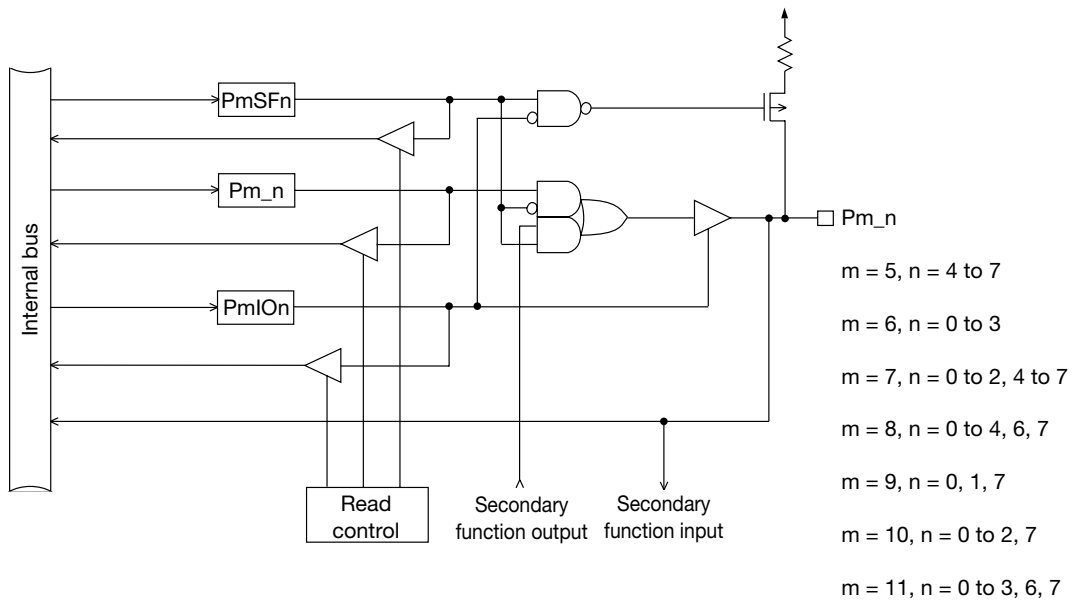 Internal bus
PmSFn
Pm_n
PmIOn
Read
control
Secondary
function output
Secondary
function input
Pm_n
m = 5, n = 4 to 7
m = 6, n = 0 to 3
m = 7, n = 0 to 2, 4 to 7
m = 8, n = 0 to 4, 6, 7
m = 9, n = 0, 1, 7
m = 10, n = 0 to 2, 7
m = 11, n = 0 to 3, 6, 7